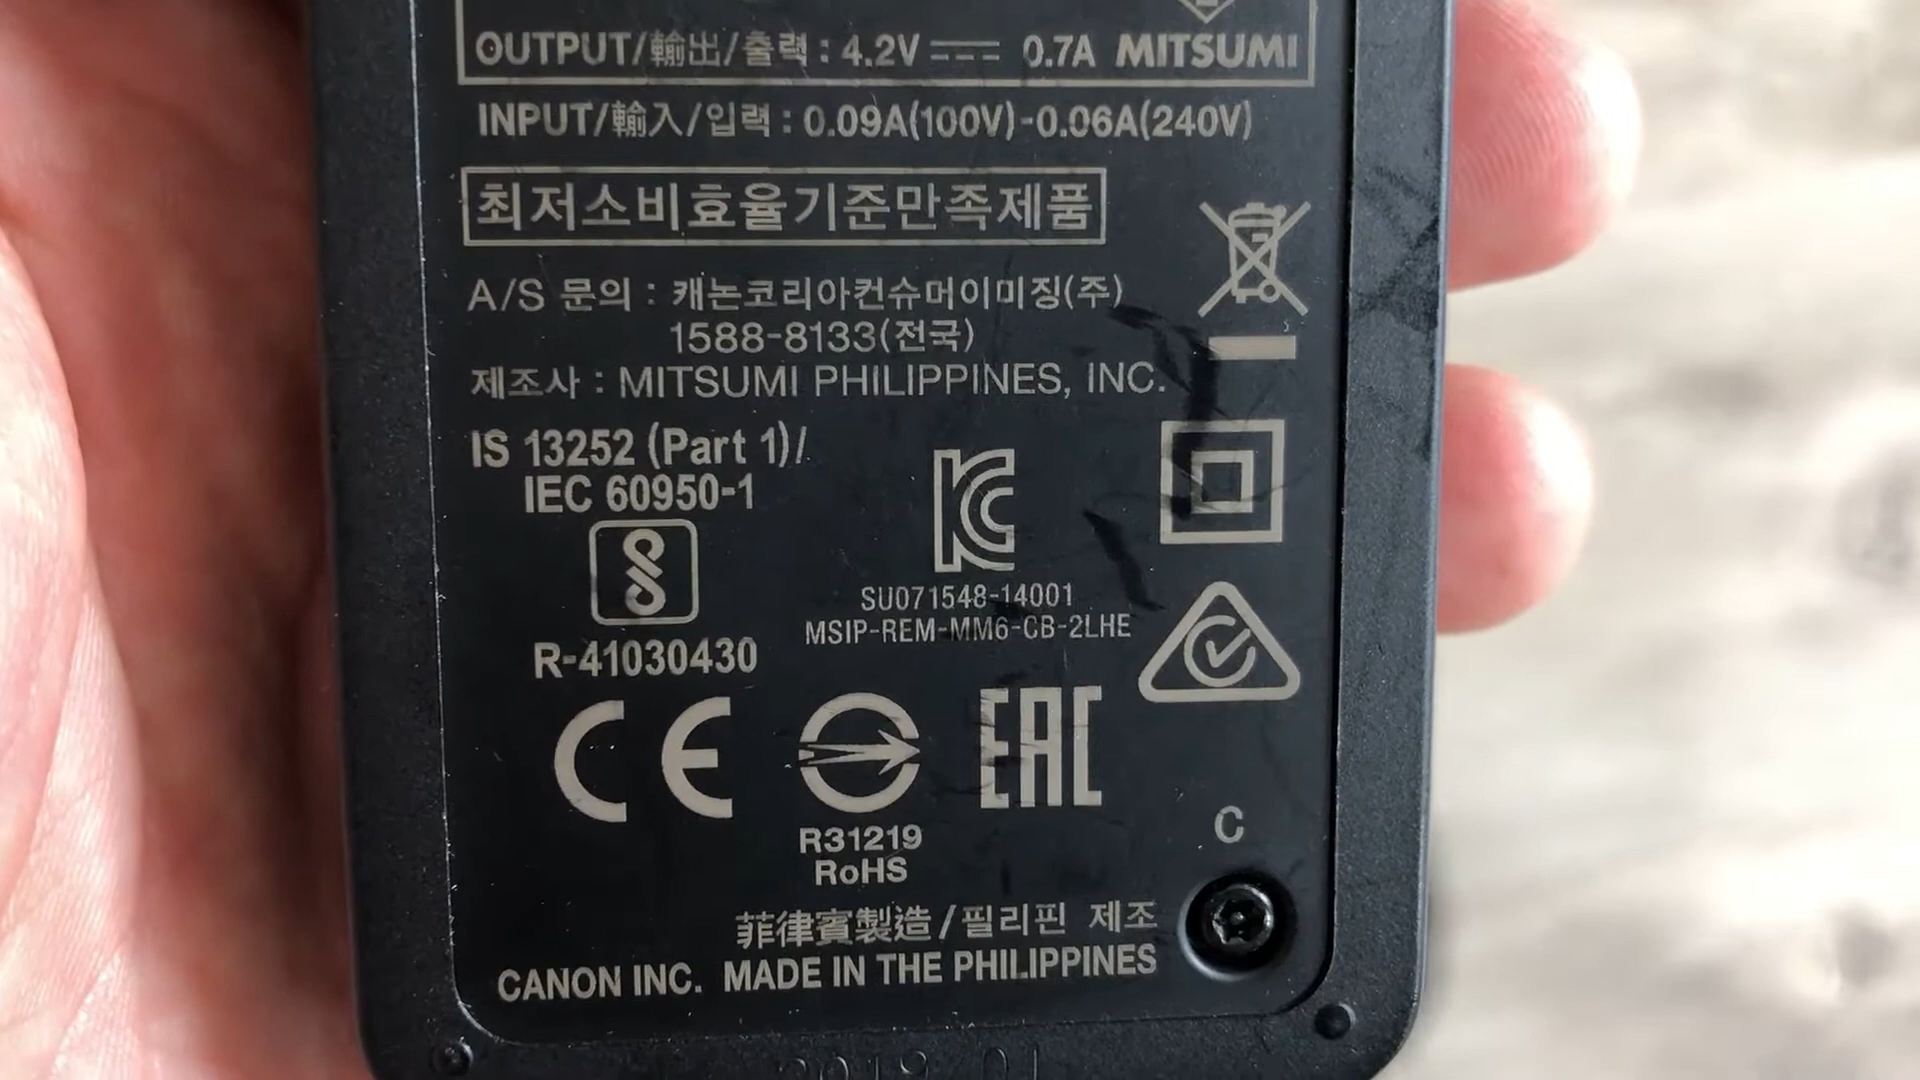 OUTPUT/輸出/출력 : 4.2V 0.7A MITSUMI
INPUT/輸入/입력 : 0.09A(100V)-0.06A(240V)
최저소비효율기준만족제품
A/S 문의 : 캐논코리아컨슈머이미징(주)
1588-8133(전국)
제조사 : MITSUMI PHILIPPINES, INC.
IS 13252 (Part 1)/
IEC 60950-1
R-41030430
SU071548-14001
MSIP-REM-MM6-CB-2LHE
CE
EAC
R31219
RoHS
C
菲律賓製造/필리핀 제조
CANON INC. MADE IN THE PHILIPPINES